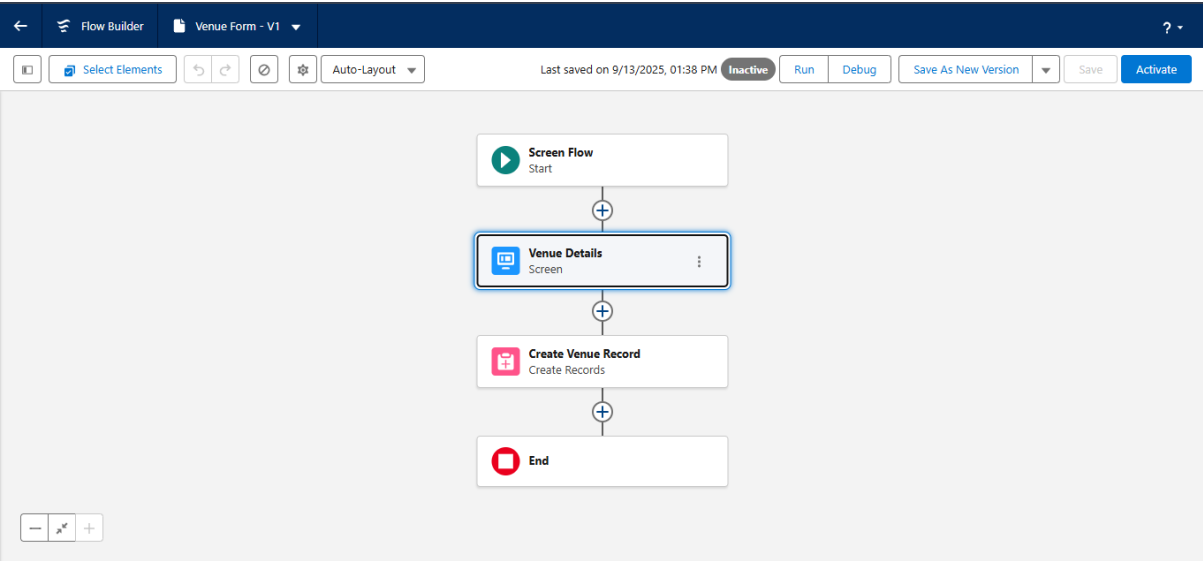 Flow Builder
Venue Form - V1
?
Select Elements
Auto-Layout
Last saved on 9/13/2025, 01:38 PM
Inactive
Run
Debug
Save As New Version
Save
Activate
Screen Flow
Start
Venue Details
Screen
Create Venue Record
Create Records
End